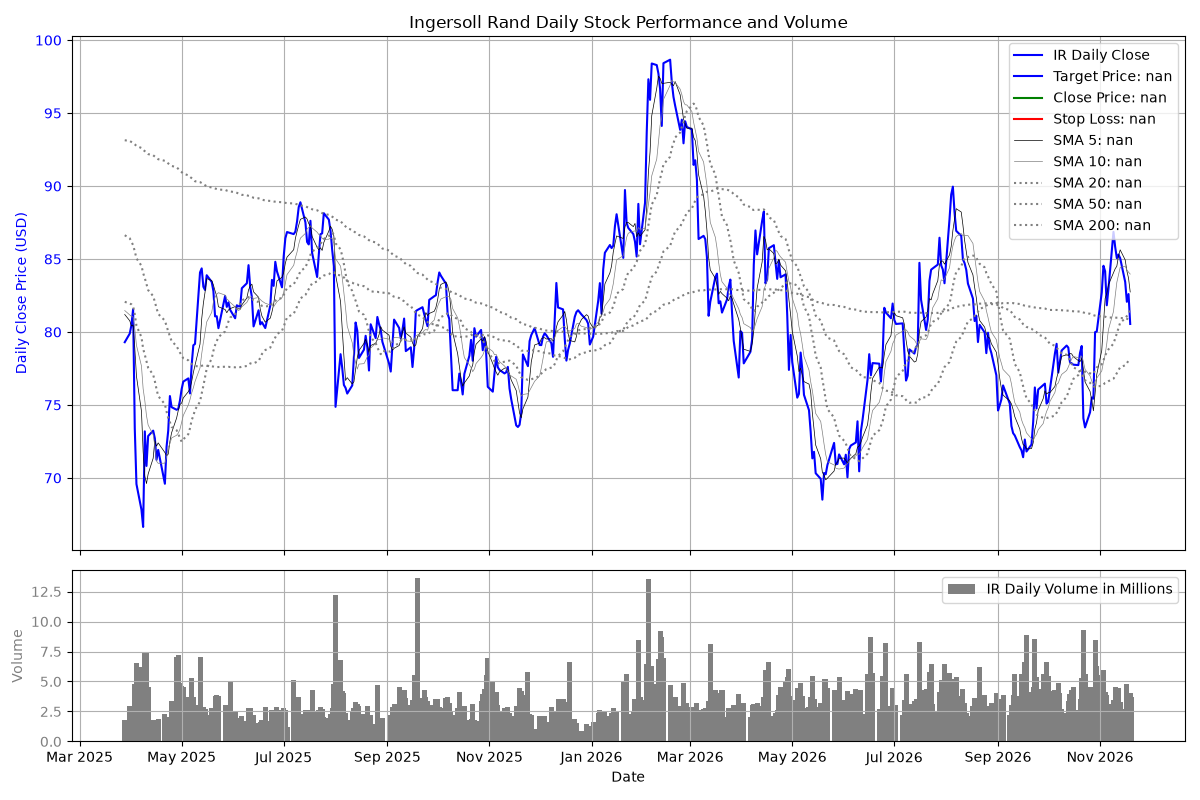 Ingersoll Rand Daily Stock Performance and Volume
100
95
90
85
80
75
70
Daily Close Price (USD)
IR Daily Close
Target Price: nan
Close Price: nan
Stop Loss: nan
SMA 5: nan
SMA 10: nan
SMA 20: nan
SMA 50: nan
SMA 200: nan
12.5
10.0
7.5
5.0
2.5
0.0
Volume
IR Daily Volume in Millions
Mar 2025 May 2025 Jul 2025 Sep 2025 Nov 2025 Jan 2026 Mar 2026 May 2026 Jul 2026 Sep 2026 Nov 2026
Date